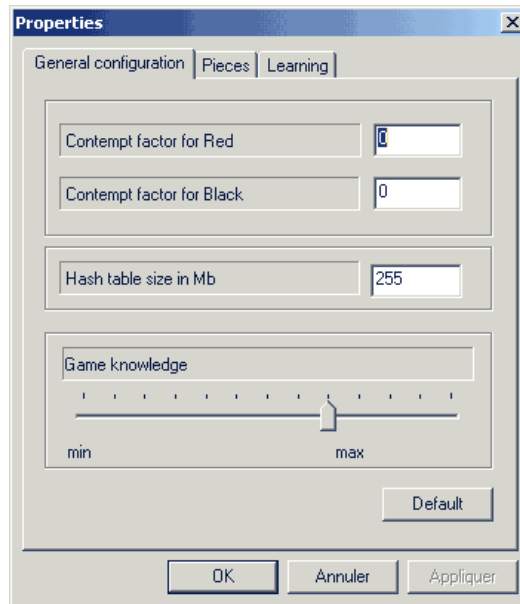 Properties
General configuration Pieces Learning
Contempt factor for Red 0
Contempt factor for Black 0
Hash table size in Mb 255
Game knowledge
min max
Default
OK Annuler Appliquer